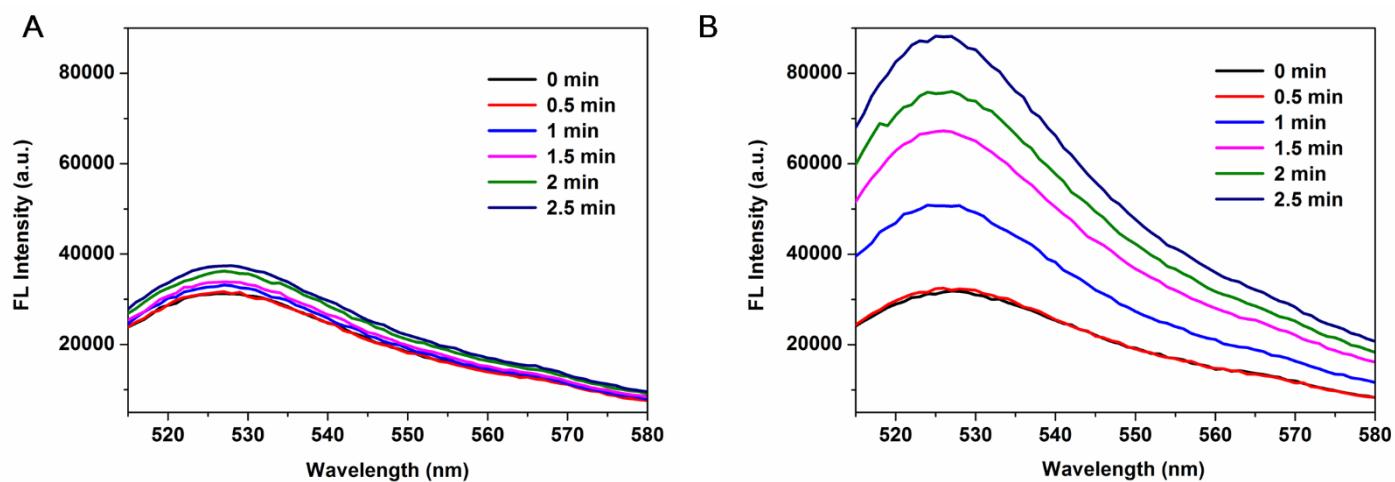 A
FL Intensity (a.u.)
80000
60000
40000
20000
0 min
0.5 min
1 min
1.5 min
2 min
2.5 min
520 530 540 550 560 570 580
Wavelength (nm)
B
FL Intensity (a.u.)
80000
60000
40000
20000
0 min
0.5 min
1 min
1.5 min
2 min
2.5 min
520 530 540 550 560 570 580
Wavelength (nm)